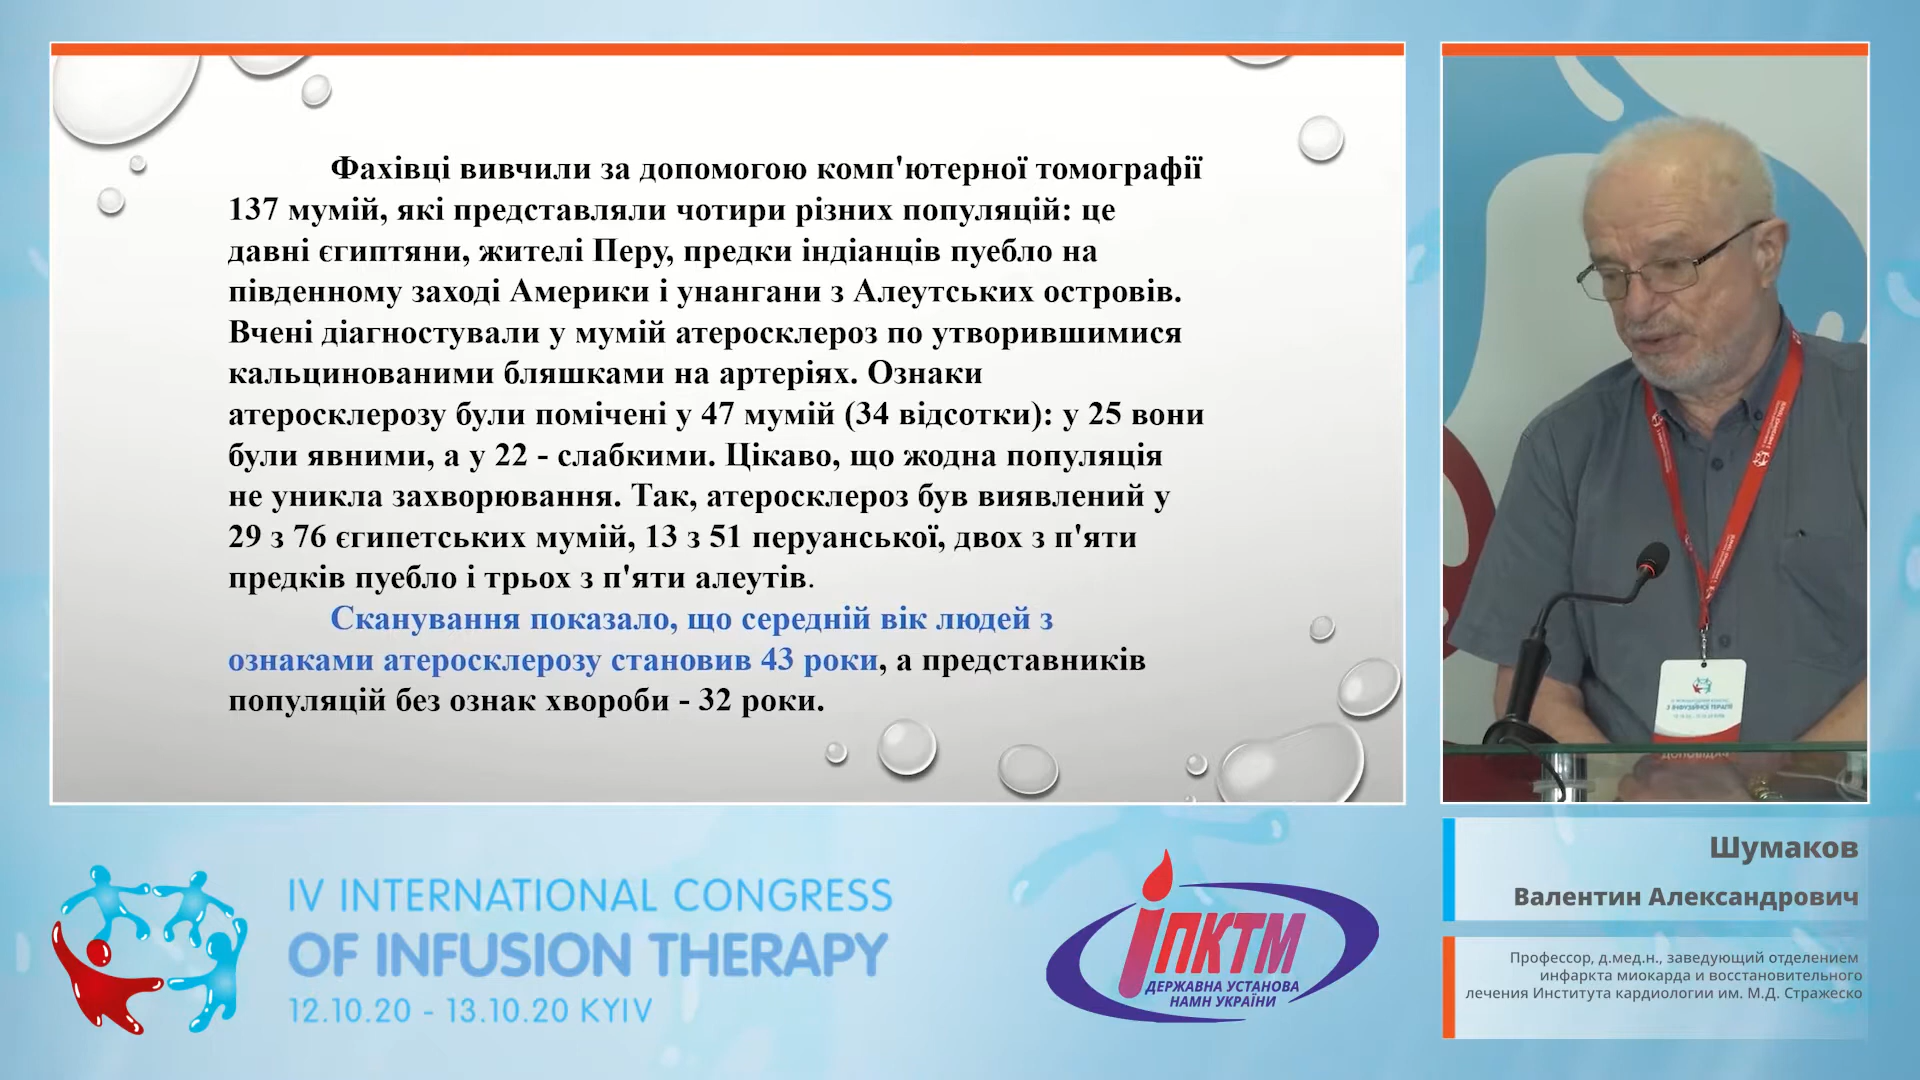 Фахівці вивчили за допомогою комп'ютерної томографії
137 мумій, які представляли чотири різних популяцій: це
давні єгиптяни, жителі Перу, предки індіанців пуебло на
південному заході Америки і унангани з Алеутських островів.
Вчені діагностували у мумій атеросклероз по утворившимися
кальцинованими бляшками на артеріях. Ознаки
атеросклерозу були помічені у 47 мумій (34 відсотки): у 25 вони
були явними, а у 22 - слабкими. Цікаво, що жодна популяція
не уникла захворювання. Так, атеросклероз був виявлений у
29 з 76 єгипетських мумій, 13 з 51 перуанської, двох з п'яти
предків пуебло і трьох з п'яти алеутів.
Сканування показало, що середній вік людей з
ознаками атеросклерозу становив 43 роки, а представників
популяцій без ознак хвороби - 32 роки.
З ІНФУЗІЙНОЇ ТЕРАПІЇ
Шумаков
Валентин Александрович
Профессор, д.мед.н., заведующий отделением
инфаркта миокарда и восстановительного
лечения Института кардиологии им. М.Д. Стражеско
IV INTERNATIONAL CONGRESS
OF INFUSION THERAPY
12.10.20 - 13.10.20 KYIV
іПКТМ
ДЕРЖАВНА УСТАНОВА
НАМН УКРАЇНИ